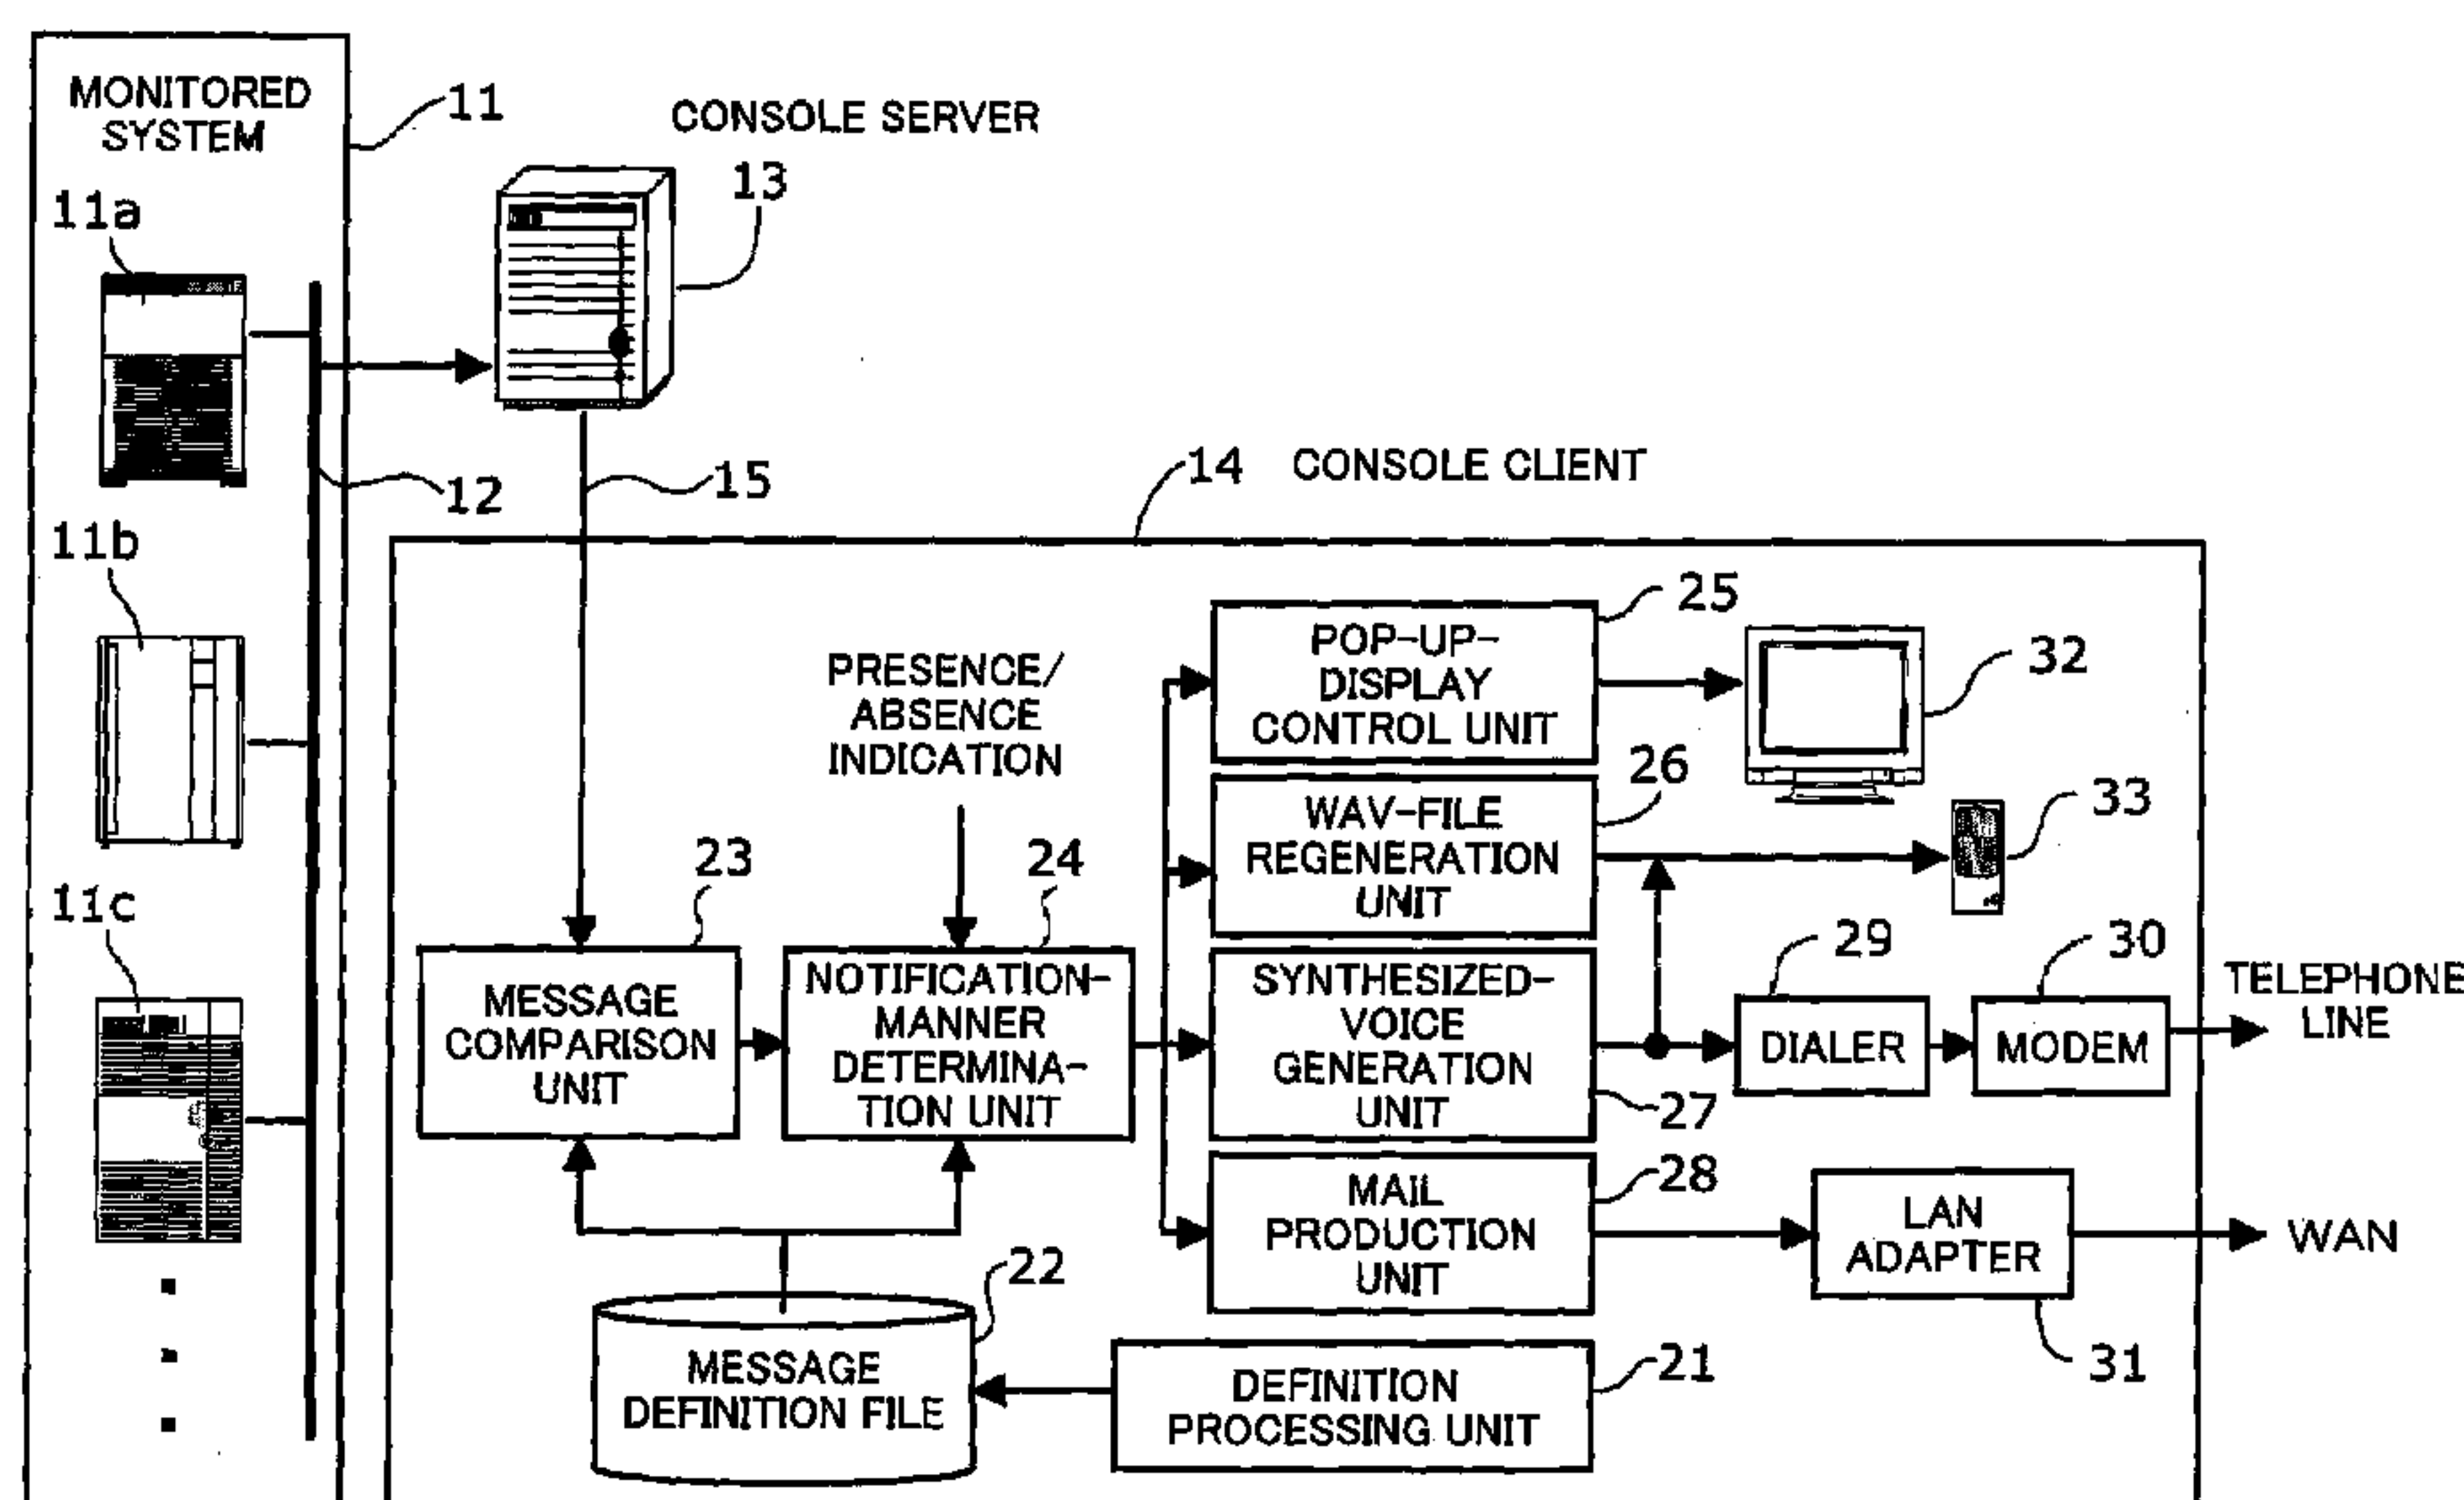 MONITORED
SYSTEM
11
CONSOLE SERVER
13
11a
12
15
14
CONSOLE CLIENT
11b
25
POP-UP-
DISPLAY
CONTROL UNIT
32
PRESENCE/
ABSENCE
INDICATION
26
WAV-FILE
REGENERATION
UNIT
33
23
24
11c
29
30
MESSAGE
COMPARISON
UNIT
NOTIFICATION-
MANNER
DETERMINA-
TION UNIT
SYNTHESIZED-
VOICE
GENERATION
UNIT
27
DIALER
MODEM
TELEPHONE
LINE
28
MAIL
PRODUCTION
UNIT
LAN
ADAPTER
WAN
31
22
MESSAGE
DEFINITION FILE
21
DEFINITION
PROCESSING UNIT